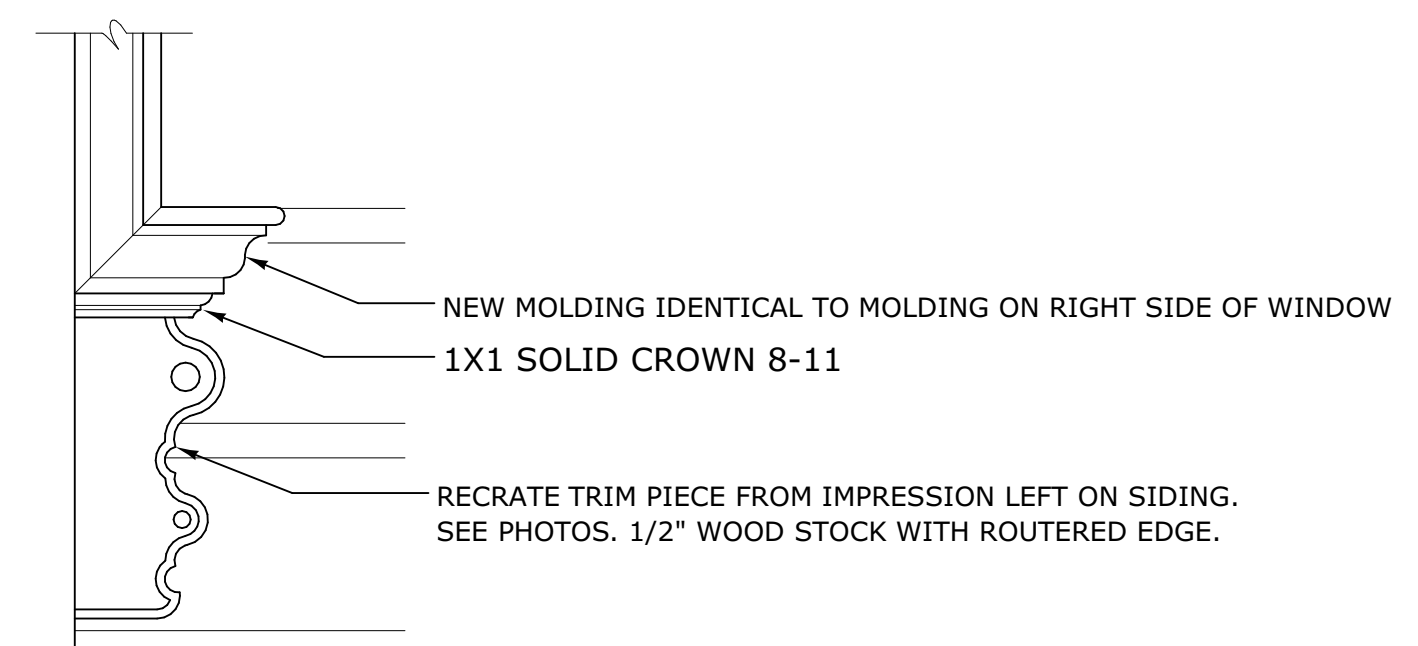 NEW MOLDING IDENTICAL TO MOLDING ON RIGHT SIDE OF WINDOW
1X1 SOLID CROWN 8-11
RECRATE TRIM PIECE FROM IMPRESSION LEFT ON SIDING.
SEE PHOTOS. 1/2" WOOD STOCK WITH ROUTERED EDGE.